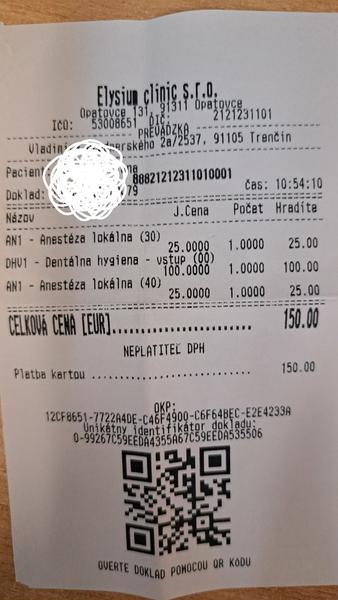 Elysium clinic s.r.o.
Opatovce 131, 91311 Opatovce
IČO: 53008651 DIČ: 2121231101
PREVÁDZKA
2a/2537, 91105 Trenčín
Pacient
Doklad: 79 88821212311010001
Čas: 10:54:10
Názov J.Cena Počet Hradíte
AN1 - Anestéza lokálna (30)
25.0000 1.0000 25.00
DHV1 - Dentálna hygiena - vstup (00)
100.0000 1.0000 100.00
AN1 - Anestéza lokálna (40)
25.0000 1.0000 25.00
CELKOVÁ CENA [EUR]........................ 150.00
NEPLATITEĽ DPH
Platba kartou ........................ 150.00
OKP:
12CF8651-7722A4DE-C46F4900-C6F64BEC-E2E4233A
Unikátny identifikátor dokladu:
O-99267C59EEDA4355A67C59EEDA535506
OVERTE DOKLAD POMOCOU QR KÓDU